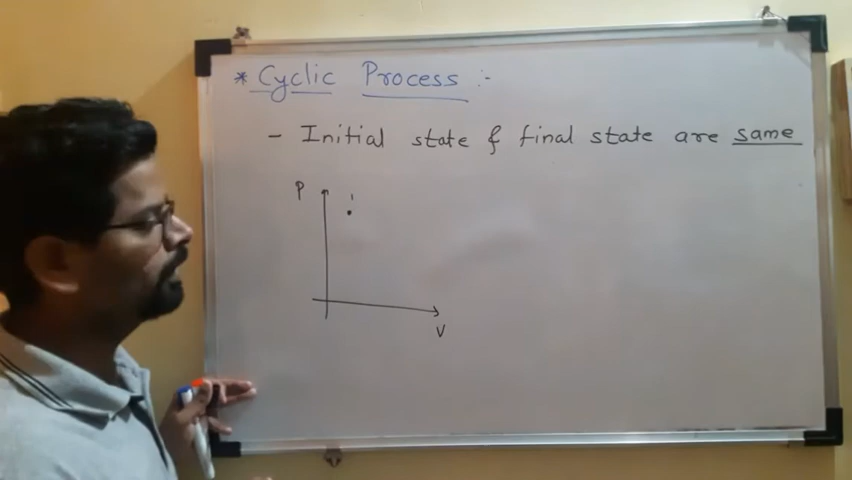 * Cyclic Process :-
- Initial state & final state are same
P
i
V